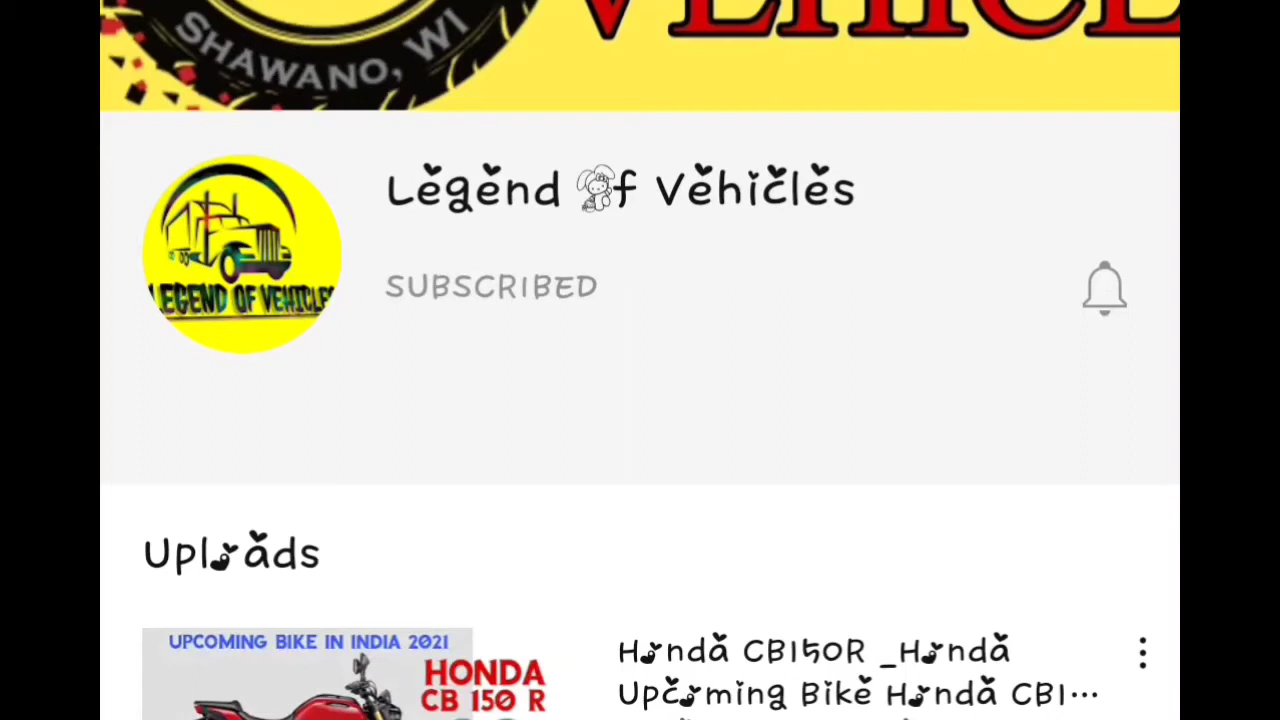 SHAWANO, WI
VEHICLE
Legend Of Vehicles
LEGEND OF VEHICLES
SUBSCRIBED
Uploads
UPCOMING BIKE IN INDIA 2021
HONDA
CB 150 R
Honda CB150R _Honda
Upcoming Bike Honda CB1...